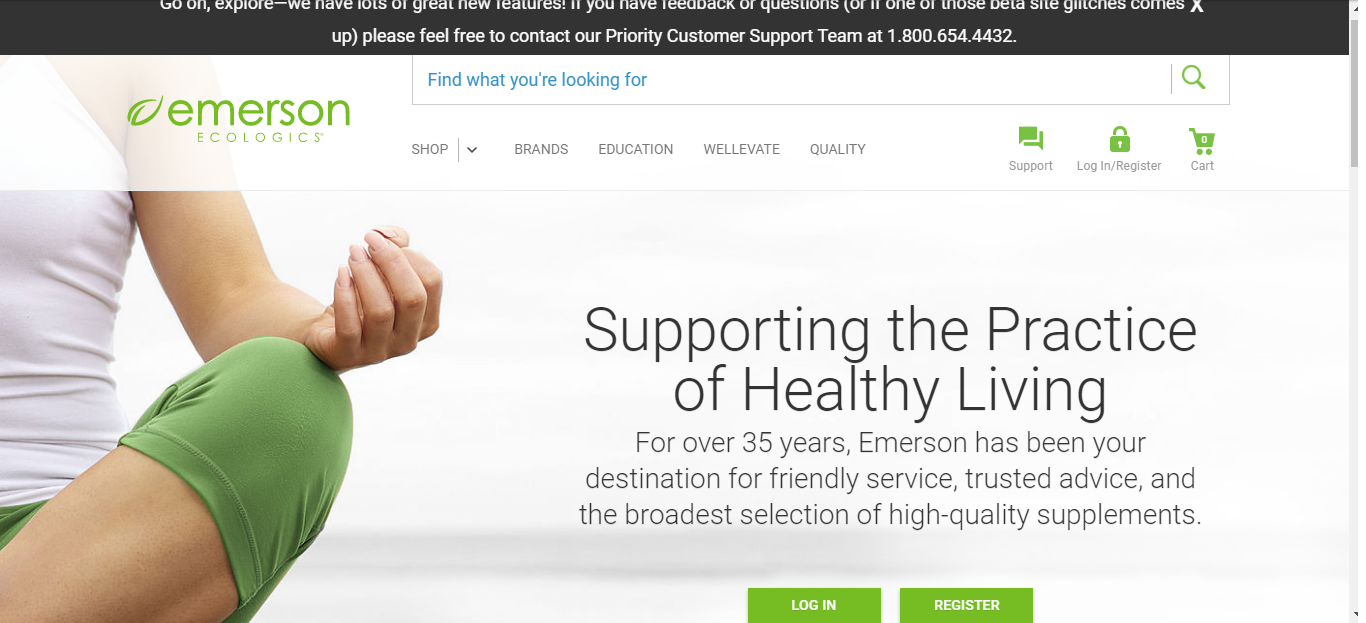 Go on, explore—we have lots of great new features! If you have feedback or questions (or if one of those beta site glitches comes X
up) please feel free to contact our Priority Customer Support Team at 1.800.654.4432.
Find what you're looking for
emerson
ECOLOGICS®
SHOP BRANDS EDUCATION WELLEVATE QUALITY
0
Support Log In/Register Cart
Supporting the Practice
of Healthy Living
For over 35 years, Emerson has been your
destination for friendly service, trusted advice, and
the broadest selection of high-quality supplements.
LOG IN REGISTER